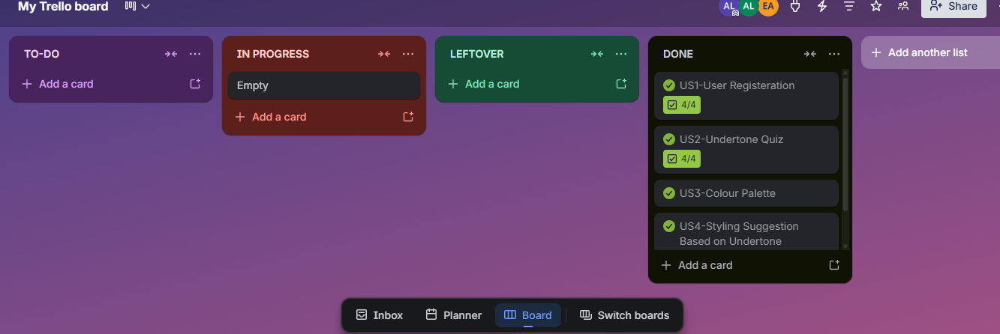 My Trello board
AL AL EA Share
TO-DO
Add a card
IN PROGRESS
Empty
Add a card
LEFTOVER
Add a card
DONE
US1-User Registeration
4/4
US2-Undertone Quiz
4/4
US3-Colour Palette
US4-Styling Suggestion
Based on Undertone
Add a card
Add another list
Inbox Planner Board Switch boards